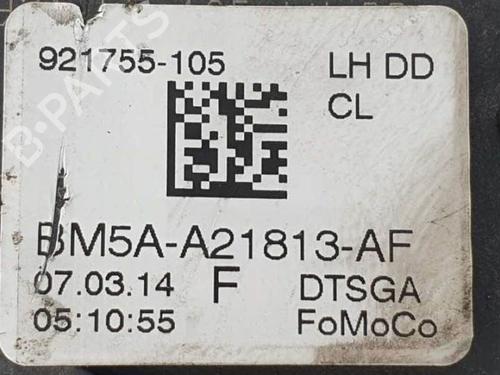 921755-105 LH DD
CL
BM5A-A21813-AF
07.03.14 F DTSGA
05:10:55 FoMoCo
B-PARTS